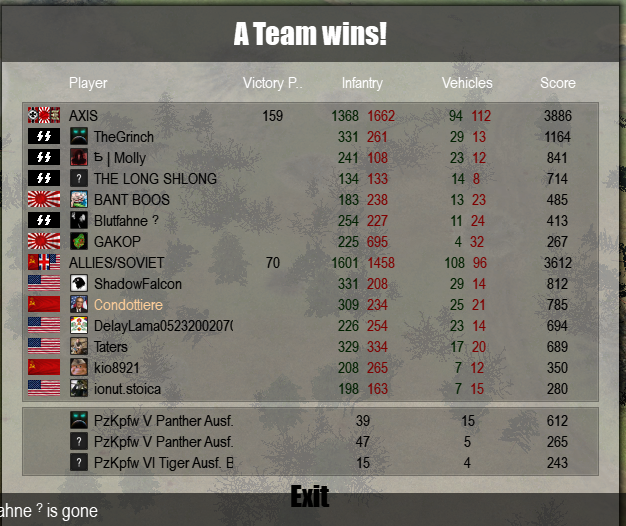 A Team wins!
Player Victory P.. Infantry Vehicles Score
AXIS 159 1368 1662 94 112 3886
TheGrinch 331 261 29 13 1164
Ѣ | Molly 241 108 23 12 841
? THE LONG SHLONG 134 133 14 8 714
BANT BOOS 183 238 13 23 485
Blutfahne ? 254 227 11 24 413
GAKOP 225 695 4 32 267
ALLIES/SOVIET 70 1601 1458 108 96 3612
ShadowFalcon 331 208 29 14 812
Condottiere 309 234 25 21 785
DelayLama0523200207( 226 254 23 14 694
Taters 329 334 17 20 689
kio8921 208 265 7 12 350
ionut.stoica 198 163 7 15 280
PzKpfw V Panther Ausf. 39 15 612
? PzKpfw V Panther Ausf. 47 5 265
? PzKpfw VI Tiger Ausf. B 15 4 243
Exit
ahne ? is gone